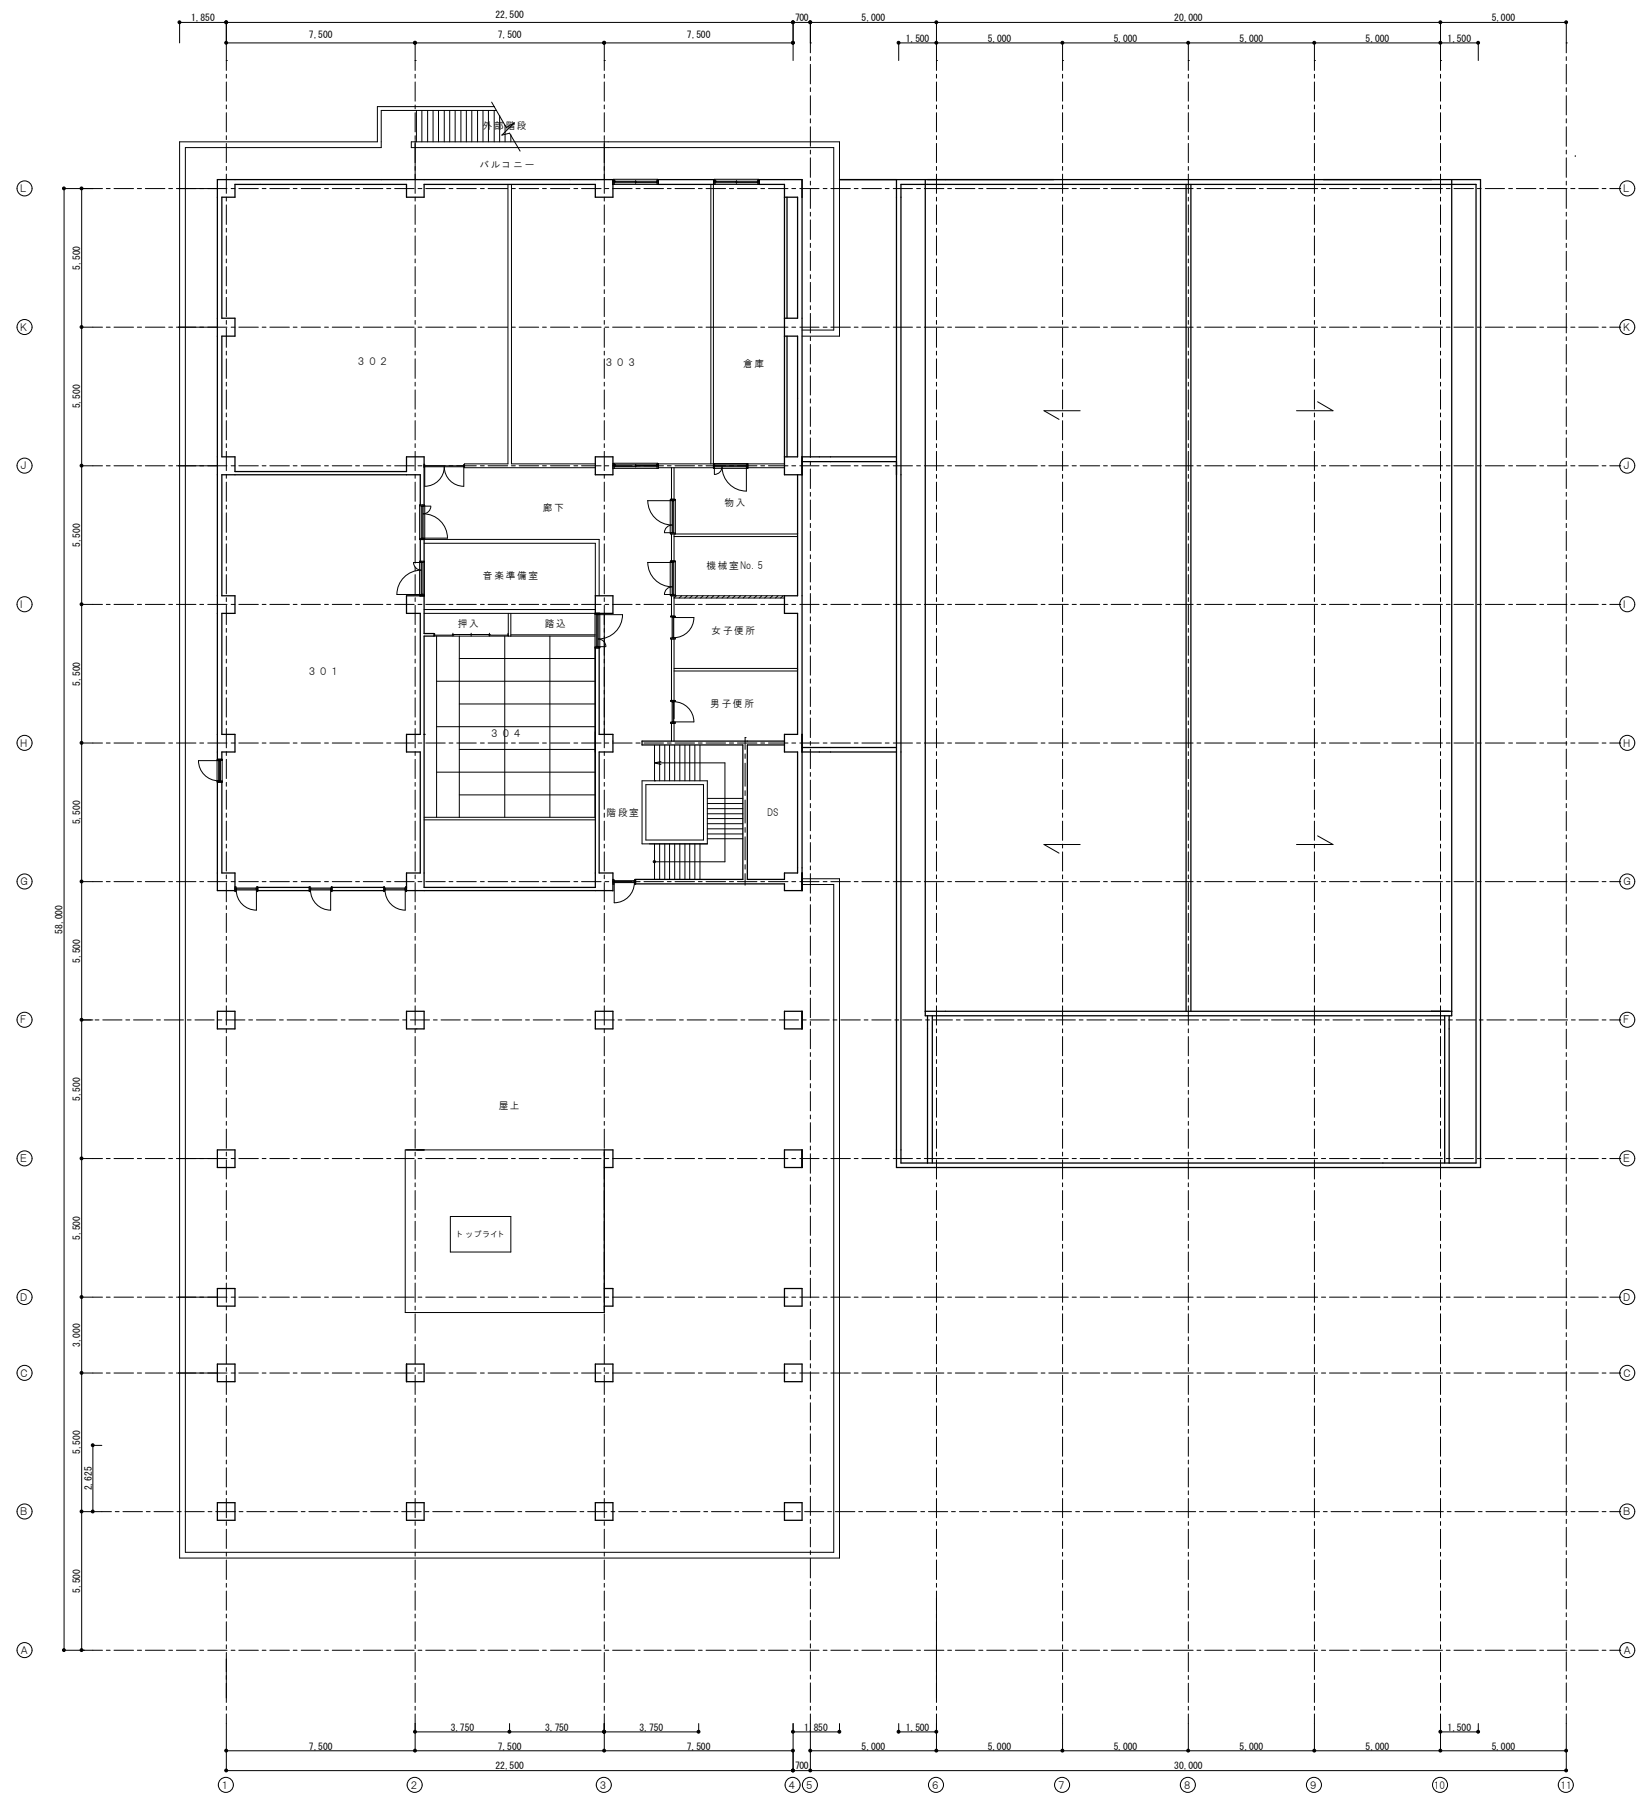 1,850 22,500 700 5,000 20,000 5,000
7,500 7,500 7,500 1,500 5,000 5,000 5,000 5,000 1,500
外部階段
バルコニー
L L
5,500
K K
302 303 倉庫
5,500
J J
物入
廊下
5,500
機械室No.5
音楽準備室
I I
押入 踏込 女子便所
301
5,500
男子便所
304
H H
階段室 DS
5,500
G G
58,000
5,500
F F
5,500
屋上
E E
5,500
トップライト
D D
3,000
C C
5,500
2,625
B B
5,500
A A
3,750 3,750 3,750 1,850 1,500 1,500
7,500 7,500 7,500 5,000 5,000 5,000 5,000 5,000 5,000
22,500 700 30,000
1 2 3 4 5 6 7 8 9 10 11